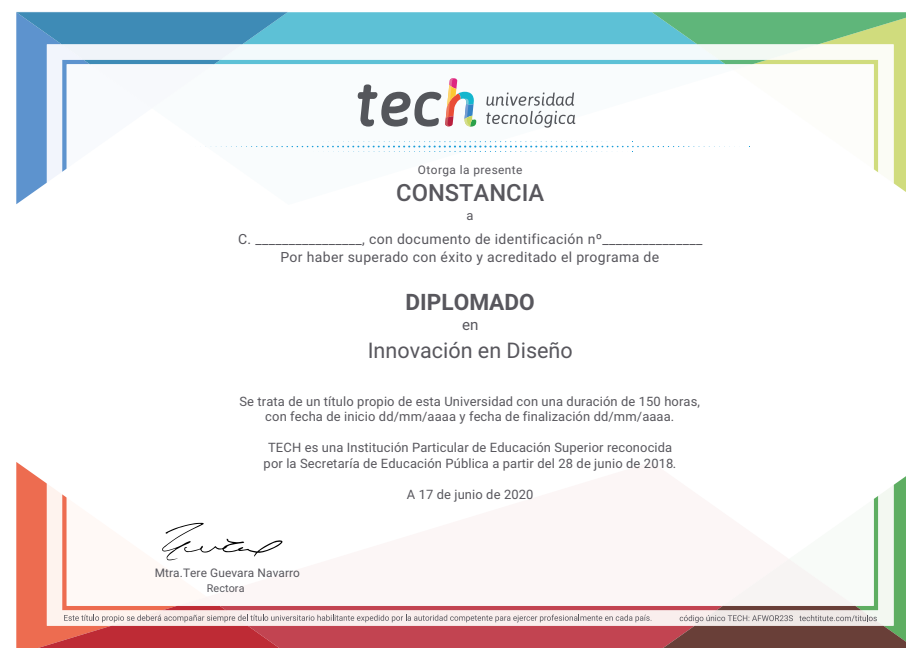 tech universidad
tecnológica
Otorga la presente
CONSTANCIA
a
C. ________________, con documento de identificación nº_______________
Por haber superado con éxito y acreditado el programa de
DIPLOMADO
en
Innovación en Diseño
Se trata de un título propio de esta Universidad con una duración de 150 horas,
con fecha de inicio dd/mm/aaaa y fecha de finalización dd/mm/aaaa.
TECH es una Institución Particular de Educación Superior reconocida
por la Secretaría de Educación Pública a partir del 28 de junio de 2018.
A 17 de junio de 2020
Mtra.Tere Guevara Navarro
Rectora
Este título propio se deberá acompañar siempre del título universitario habilitante expedido por la autoridad competente para ejercer profesionalmente en cada país. código único TECH: AFWOR23S techtitute.com/titulos